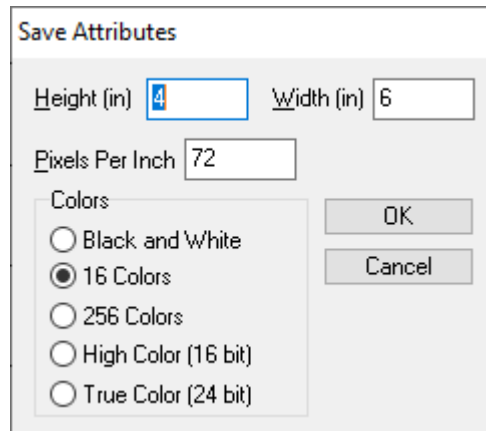 Save Attributes
Height (in) 4 Width (in) 6
Pixels Per Inch 72
Colors
Black and White
16 Colors
256 Colors
High Color (16 bit)
True Color (24 bit)
OK
Cancel